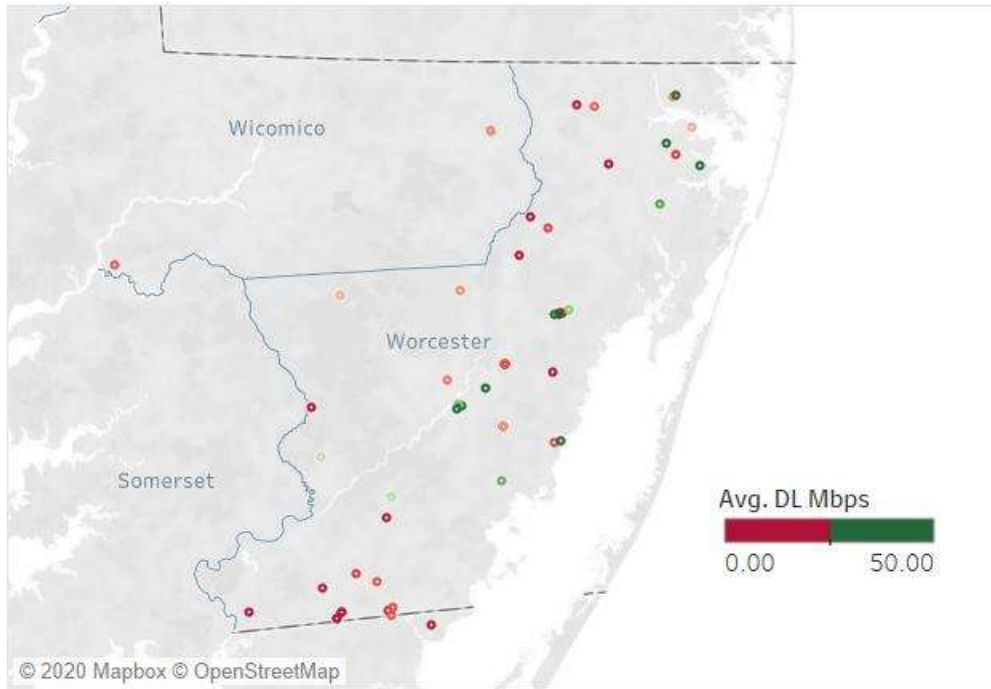 Wicomico
Worcester
Somerset
Avg. DL Mbps
0.00 50.00
© 2020 Mapbox © OpenStreetMap